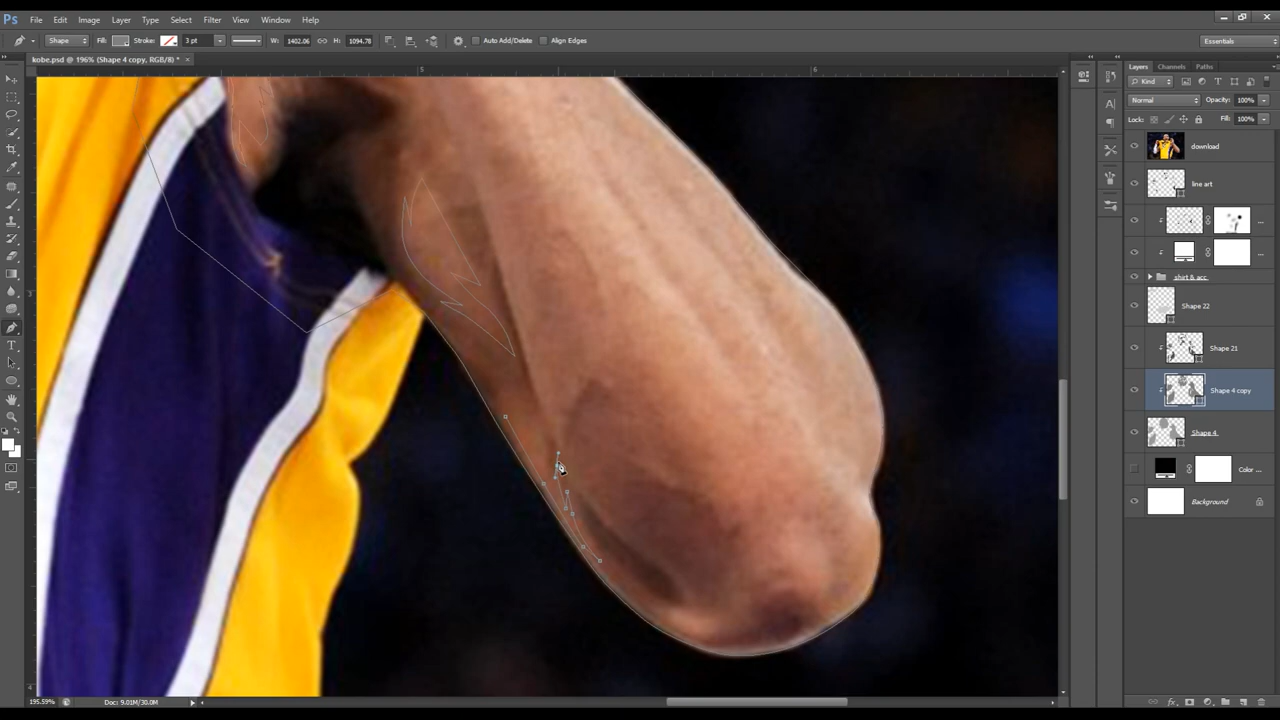 Ps File Edit Image Layer Type Select Filter View Window Help
Shape Fill: Stroke: 3 pt W: 1402.06 H: 1094.78 Auto Add/Delete Align Edges Essentials
kobe.psd @ 196% (Shape 4 copy, RGB/8) * ×
5 6
Layers Channels Paths
Kind
Normal Opacity: 100%
Lock: Fill: 100%
download
line art
shirt & acc.
Shape 22
Shape 21
Shape 4 copy
Shape 4
Color ...
Background
195.59% Doc: 9.01M/30.0M